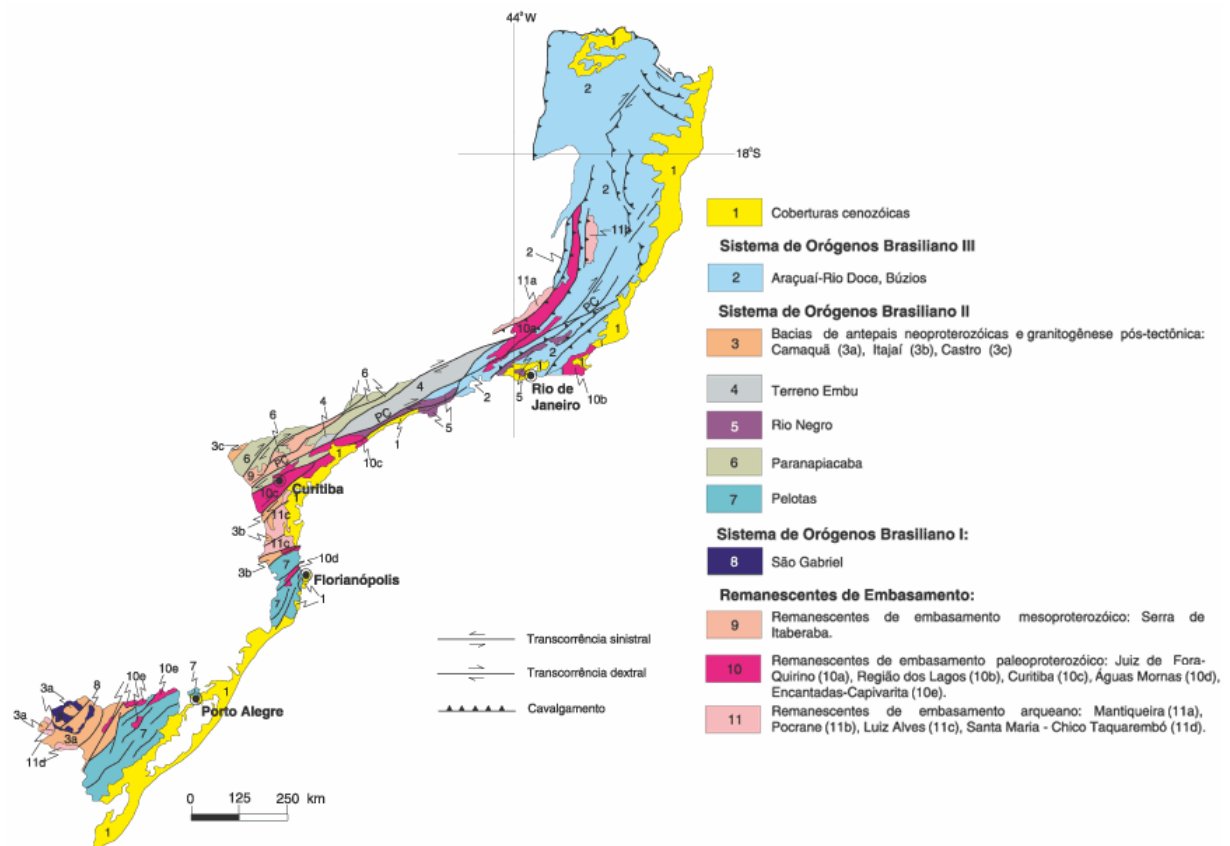 44° W
1
2
18°S
1
2
11b
2
11a
PC
10a
1
2
1
Rio de
Janeiro
5
10b
6
4
4
2
PC
5
6
1
3c
6
PC
9
10c
1
10c
Curitiba
1
11c
3b
11c
3b
10d
7
Florianópolis
7
1
10e
10e
7
3a
8
1
Porto Alegre
3a
3a
7
11d
1
0 125 250 km
Transcorrência sinistral
Transcorrência dextral
Cavalgamento
1 Coberturas cenozóicas
Sistema de Orógenos Brasiliano III
2 Araçuaí-Rio Doce, Búzios
Sistema de Orógenos Brasiliano II
3 Bacias de antepais neoproterozóicas e granitogênese pós-tectônica:
Camaquã (3a), Itajaí (3b), Castro (3c)
4 Terreno Embu
5 Rio Negro
6 Paranapiacaba
7 Pelotas
Sistema de Orógenos Brasiliano I:
8 São Gabriel
Remanescentes de Embasamento:
9 Remanescentes de embasamento mesoproterozóico: Serra de
Itaberaba.
10 Remanescentes de embasamento paleoproterozóico: Juiz de Fora-
Quirino (10a), Região dos Lagos (10b), Curitiba (10c), Águas Mornas (10d),
Encantadas-Capivarita (10e).
11 Remanescentes de embasamento arqueano: Mantiqueira (11a),
Pocrane (11b), Luiz Alves (11c), Santa Maria - Chico Taquarembó (11d).